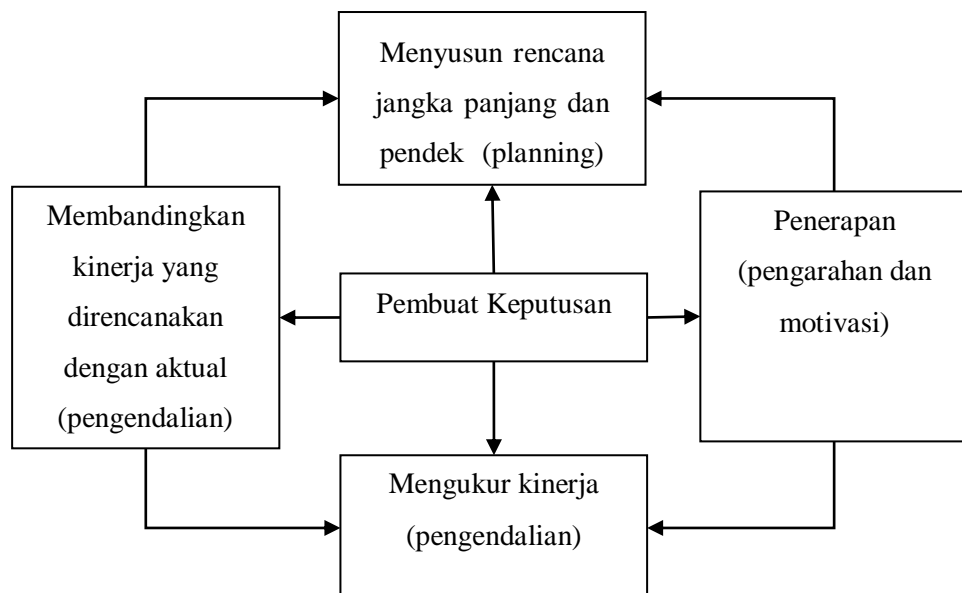 Menyusun rencana
jangka panjang dan
pendek (planning)
Membandingkan
kinerja yang
direncanakan
dengan aktual
(pengendalian)
Pembuat Keputusan
Penerapan
(pengarahan dan
motivasi)
Mengukur kinerja
(pengendalian)